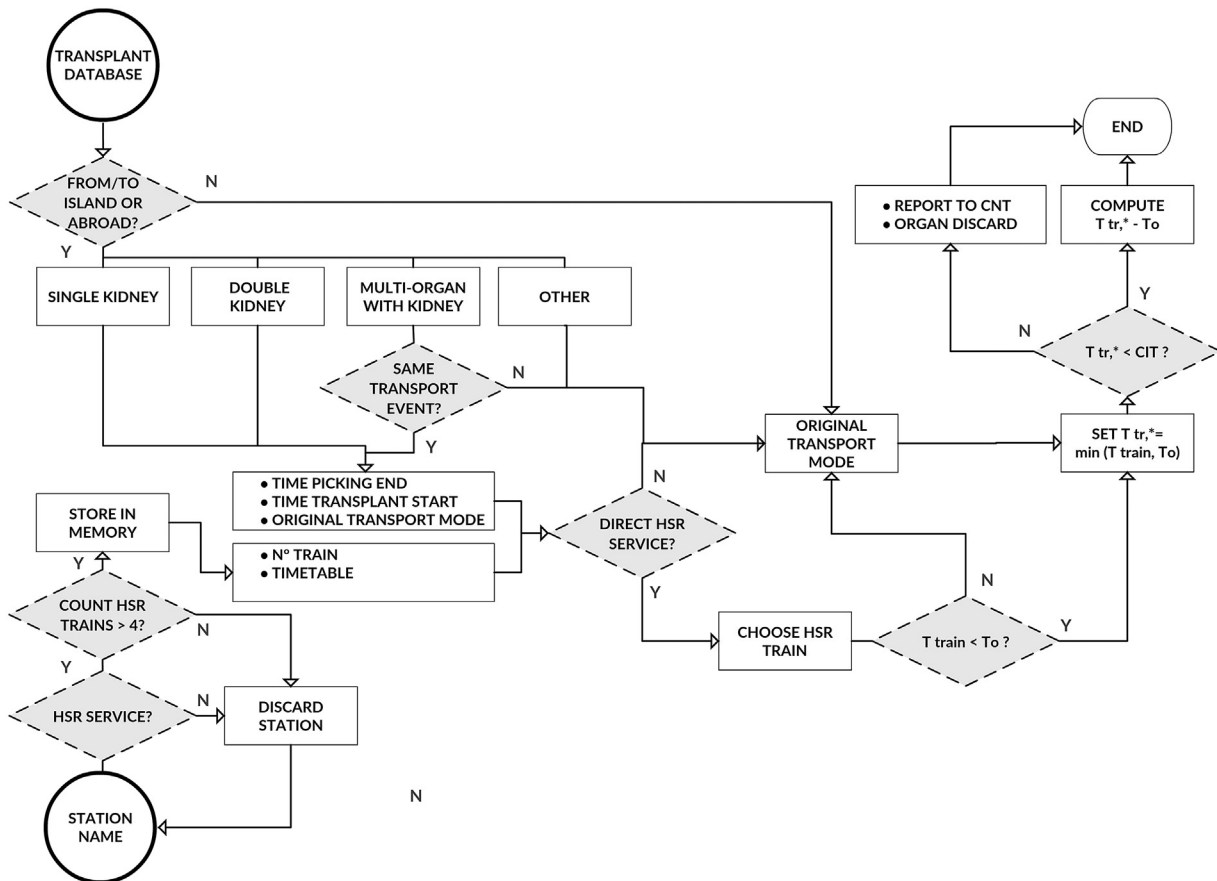 TRANSPLANT
DATABASE
FROM/TO
ISLAND OR
ABROAD?
N
Y
SINGLE KIDNEY
DOUBLE
KIDNEY
MULTI-ORGAN
WITH KIDNEY
OTHER
SAME
TRANSPORT
EVENT?
N
Y
● TIME PICKING END
● TIME TRANSPLANT START
● ORIGINAL TRANSPORT MODE
● Nº TRAIN
● TIMETABLE
STORE IN
MEMORY
Y
COUNT HSR
TRAINS > 4?
N
Y
HSR SERVICE?
N
DISCARD
STATION
STATION
NAME
N
DIRECT HSR
SERVICE?
N
Y
CHOOSE HSR
TRAIN
T train < To ?
N
Y
ORIGINAL
TRANSPORT
MODE
SET T tr,*=
min (T train, To)
T tr,* < CIT ?
N
Y
● REPORT TO CNT
● ORGAN DISCARD
COMPUTE
T tr,* - To
END